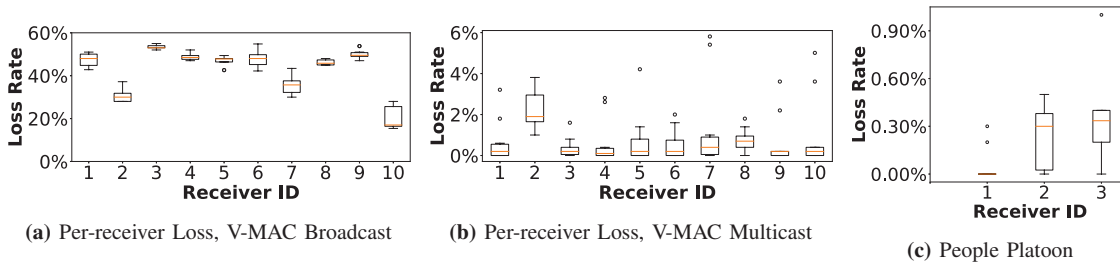 60%
40%
20%
0%
Loss Rate
1 2 3 4 5 6 7 8 9 10
Receiver ID
(a) Per-receiver Loss, V-MAC Broadcast
6%
4%
2%
0%
Loss Rate
1 2 3 4 5 6 7 8 9 10
Receiver ID
(b) Per-receiver Loss, V-MAC Multicast
0.90%
0.60%
0.30%
0.00%
Loss Rate
1 2 3
Receiver ID
(c) People Platoon